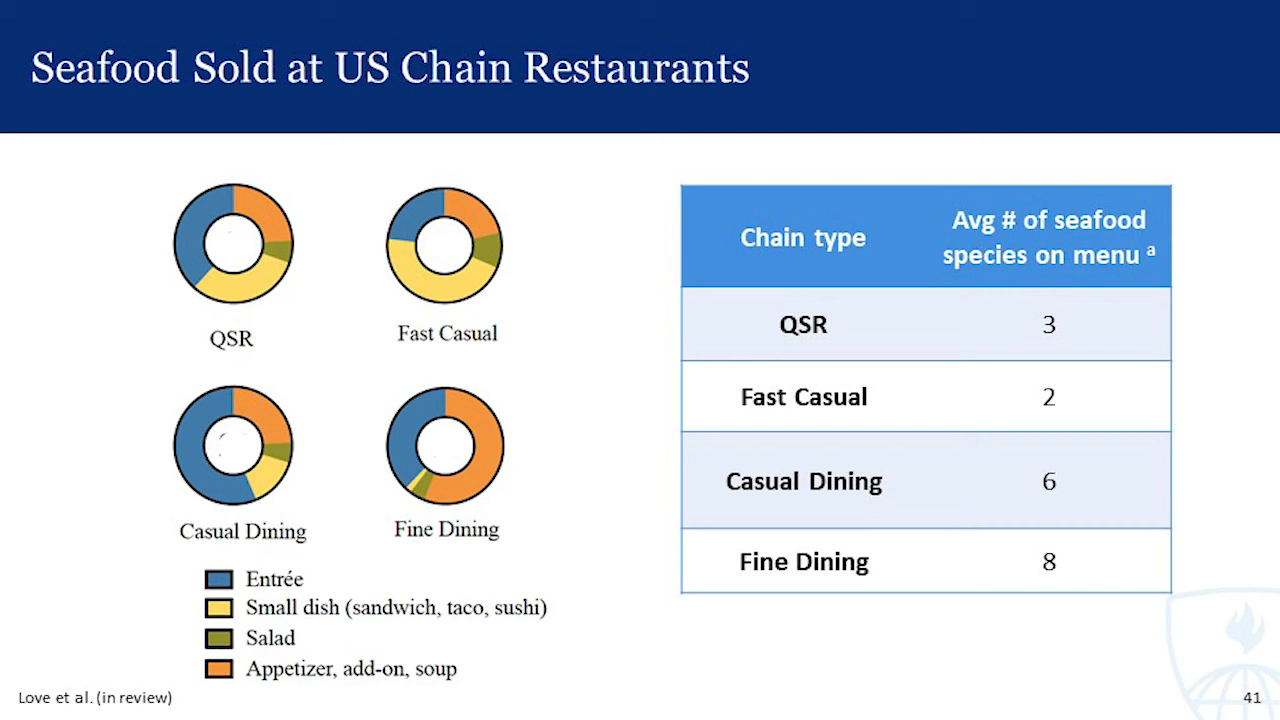 Seafood Sold at US Chain Restaurants
QSR
Fast Casual
Casual Dining
Fine Dining
Entrée
Small dish (sandwich, taco, sushi)
Salad
Appetizer, add-on, soup
Chain type
Avg # of seafood
species on menu a
QSR 3
Fast Casual 2
Casual Dining 6
Fine Dining 8
Love et al. (in review)
41